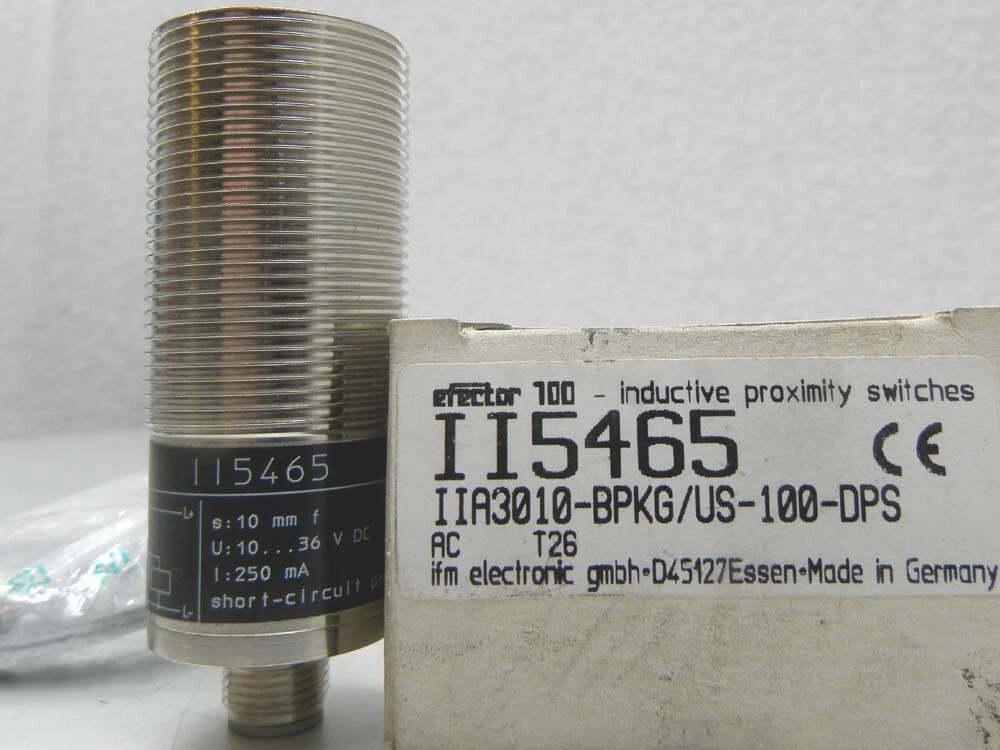 II5465
L+
s:10 mm f
U:10...36 V DC
I:250 mA
short-circuit
L-
efector 100 - inductive proximity switches
II5465
CE
IIA3010-BPKG/US-100-DPS
AC T26
ifm electronic gmbh•D45127Essen•Made in Germany